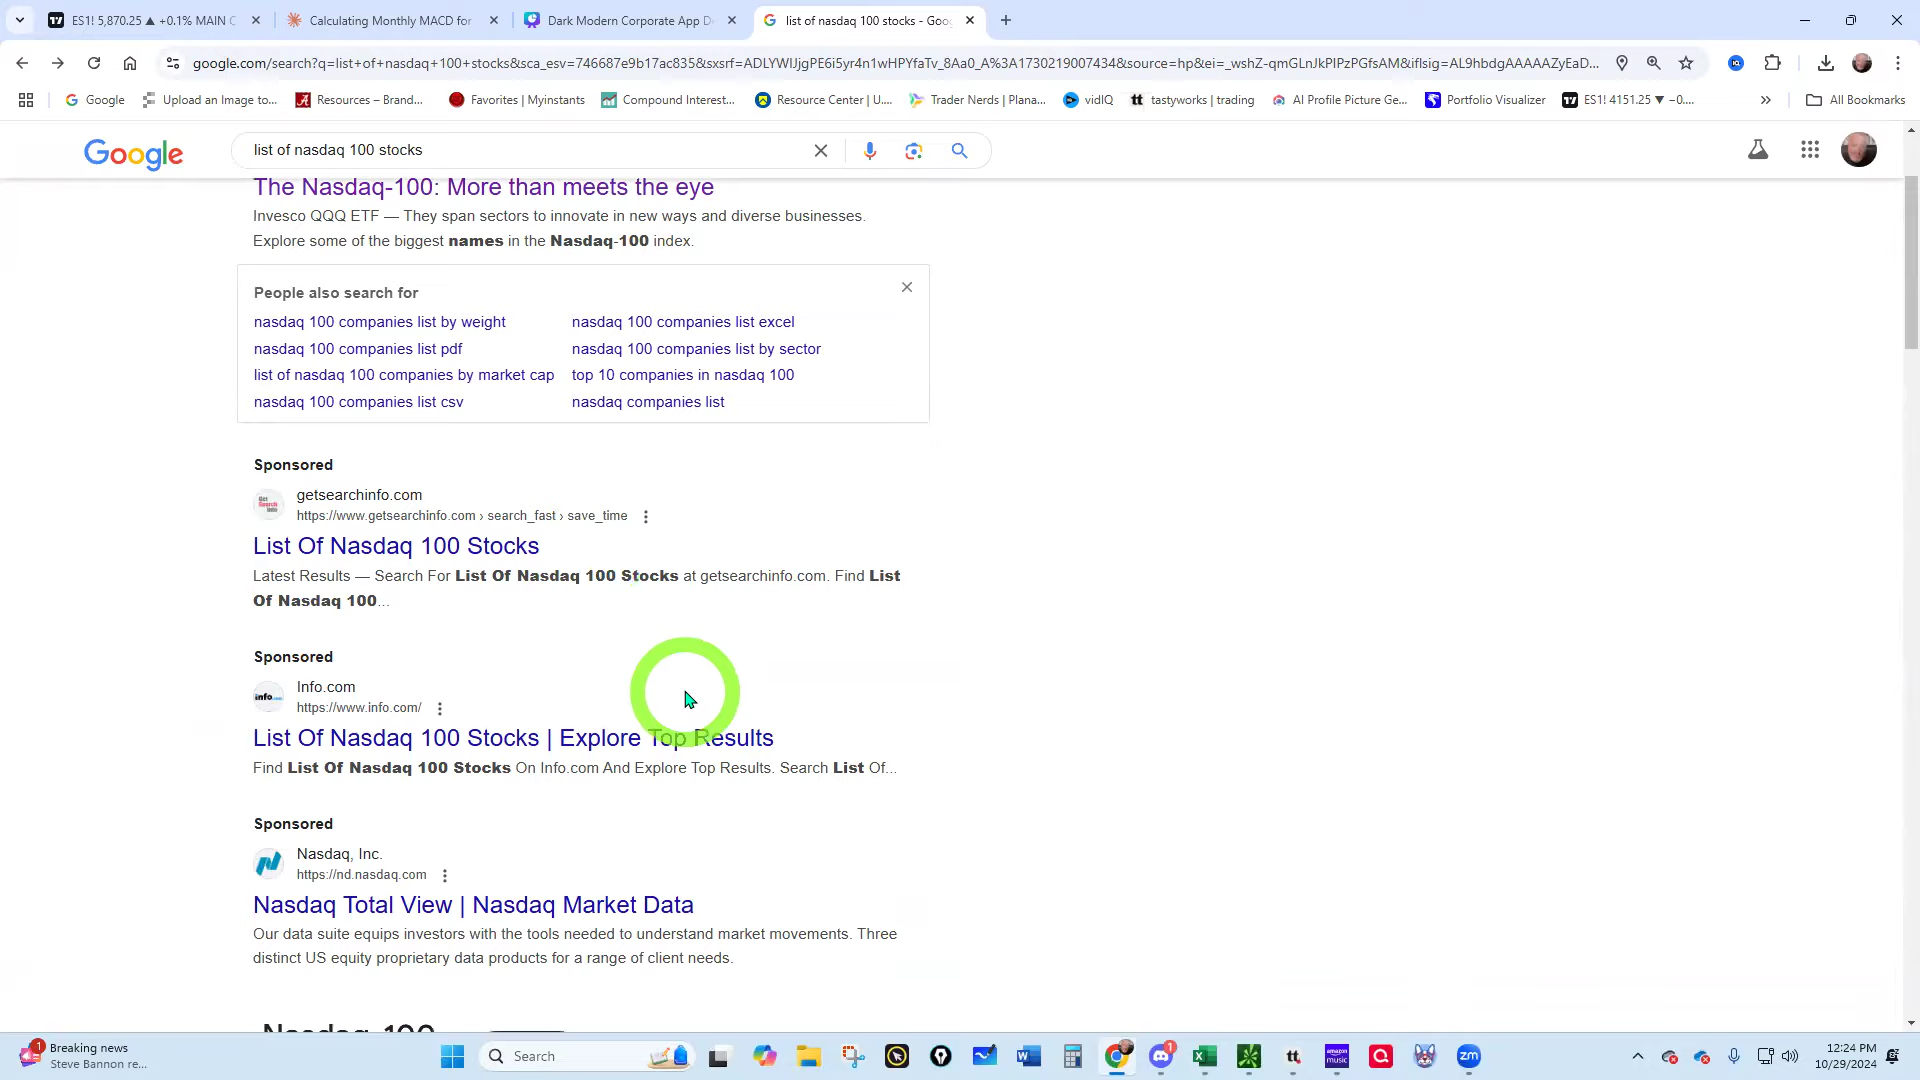 ES1! 5,870.25 ▲ +0.1% MAIN C
Calculating Monthly MACD for
Dark Modern Corporate App D
list of nasdaq 100 stocks - Goo
google.com/search?q=list+of+nasdaq+100+stocks&sca_esv=746687e9b17ac835&sxsrf=ADLYWIJjgPE6i5yr4n1wHPYfaTv_8Aa0_A%3A1730219007434&source=hp&ei=_wshZ-qmGLnJkPIPzPGfsAM&iflsig=AL9hbdgAAAAAZyEaD...
Google
Upload an Image to...
Resources – Brand...
Favorites | Myinstants
Compound Interest...
Resource Center | U....
Trader Nerds | Plana...
vidIQ
tastyworks | trading
AI Profile Picture Ge...
Portfolio Visualizer
ES1! 4151.25 ▼ −0....
All Bookmarks
Google
list of nasdaq 100 stocks
The Nasdaq-100: More than meets the eye
Invesco QQQ ETF — They span sectors to innovate in new ways and diverse businesses.
Explore some of the biggest names in the Nasdaq-100 index.
People also search for
nasdaq 100 companies list by weight
nasdaq 100 companies list excel
nasdaq 100 companies list pdf
nasdaq 100 companies list by sector
list of nasdaq 100 companies by market cap
top 10 companies in nasdaq 100
nasdaq 100 companies list csv
nasdaq companies list
Sponsored
getsearchinfo.com
https://www.getsearchinfo.com › search_fast › save_time
List Of Nasdaq 100 Stocks
Latest Results — Search For List Of Nasdaq 100 Stocks at getsearchinfo.com. Find List
Of Nasdaq 100...
Sponsored
Info.com
https://www.info.com/
List Of Nasdaq 100 Stocks | Explore Top Results
Find List Of Nasdaq 100 Stocks On Info.com And Explore Top Results. Search List Of...
Sponsored
Nasdaq, Inc.
https://nd.nasdaq.com
Nasdaq Total View | Nasdaq Market Data
Our data suite equips investors with the tools needed to understand market movements. Three
distinct US equity proprietary data products for a range of client needs.
Nasdaq-100
Breaking news
Steve Bannon re...
Search
12:24 PM
10/29/2024